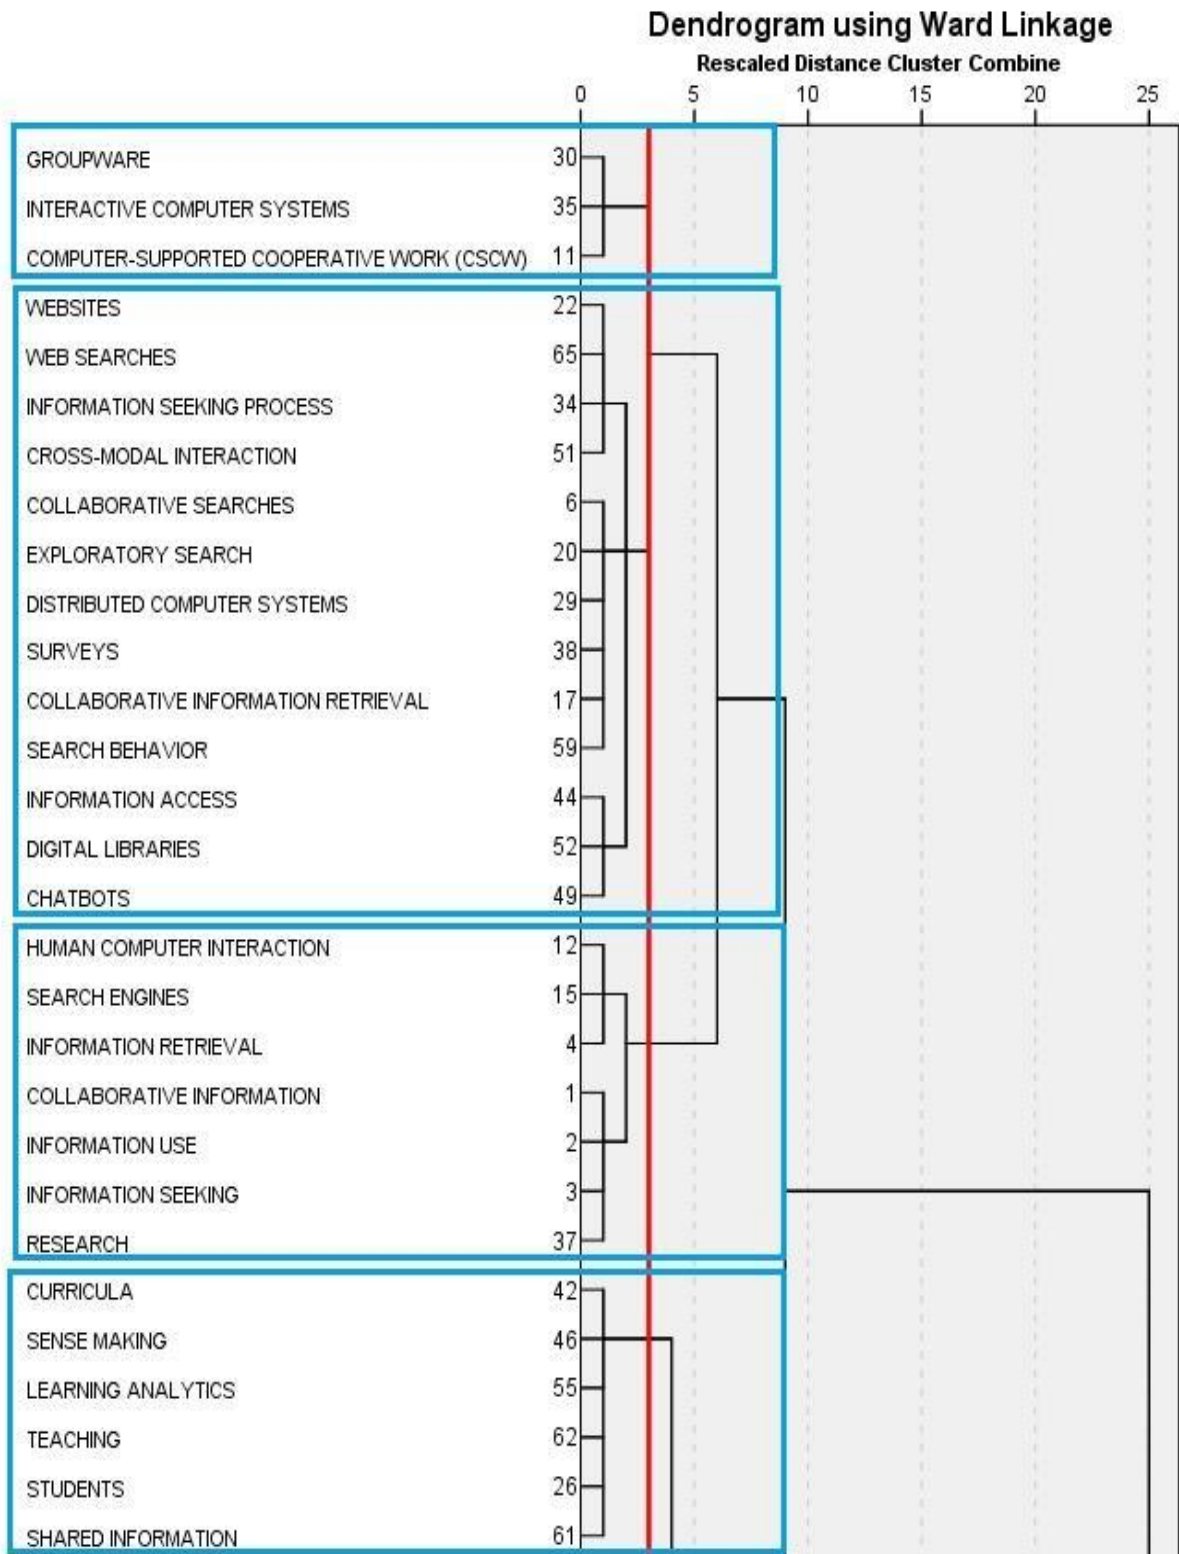 Dendrogram using Ward Linkage
Rescaled Distance Cluster Combine
0 5 10 15 20 25
GROUPWARE 30
INTERACTIVE COMPUTER SYSTEMS 35
COMPUTER-SUPPORTED COOPERATIVE WORK (CSCW) 11
WEBSITES 22
WEB SEARCHES 65
INFORMATION SEEKING PROCESS 34
CROSS-MODAL INTERACTION 51
COLLABORATIVE SEARCHES 6
EXPLORATORY SEARCH 20
DISTRIBUTED COMPUTER SYSTEMS 29
SURVEYS 38
COLLABORATIVE INFORMATION RETRIEVAL 17
SEARCH BEHAVIOR 59
INFORMATION ACCESS 44
DIGITAL LIBRARIES 52
CHATBOTS 49
HUMAN COMPUTER INTERACTION 12
SEARCH ENGINES 15
INFORMATION RETRIEVAL 4
COLLABORATIVE INFORMATION 1
INFORMATION USE 2
INFORMATION SEEKING 3
RESEARCH 37
CURRICULA 42
SENSE MAKING 46
LEARNING ANALYTICS 55
TEACHING 62
STUDENTS 26
SHARED INFORMATION 61